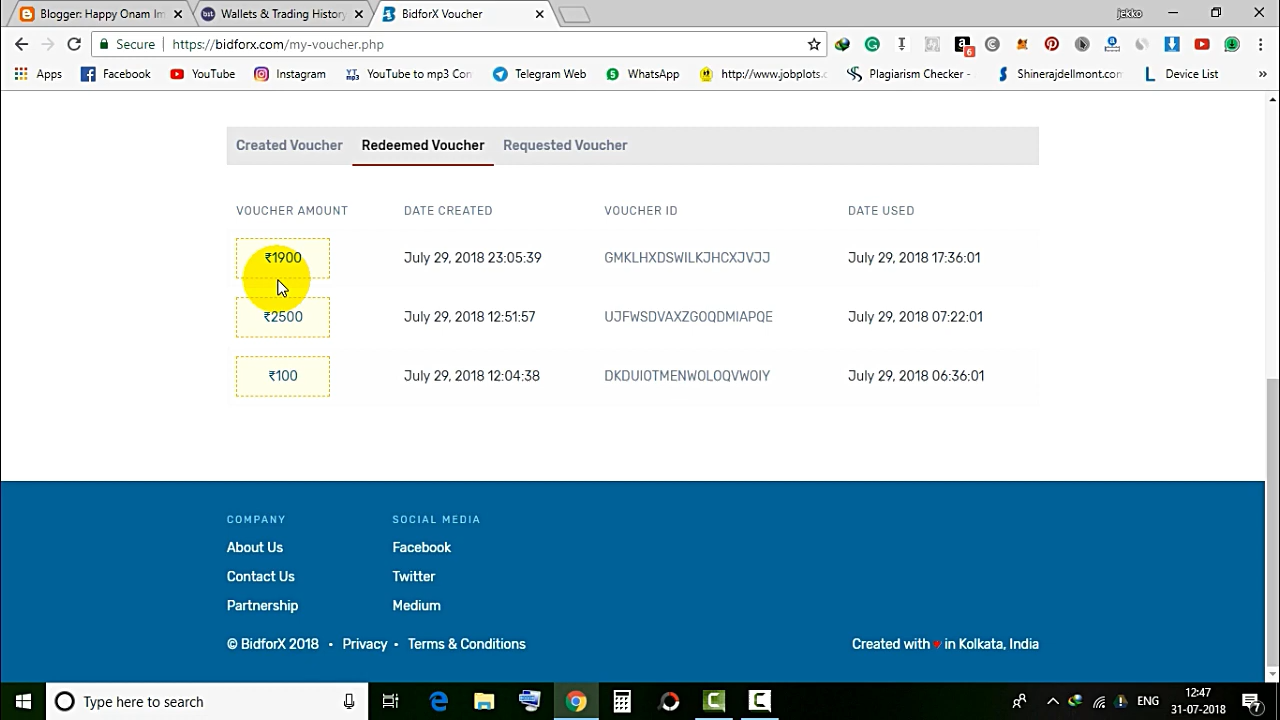 Blogger: Happy Onam Im
Wallets & Trading History
BidforX Voucher
jekko
Secure https://bidforx.com/my-voucher.php
Apps Facebook YouTube Instagram YouTube to mp3 Con Telegram Web WhatsApp http://www.jobplots. Plagiarism Checker - Shinerajdellmont.com Device List »
Created Voucher Redeemed Voucher Requested Voucher
VOUCHER AMOUNT DATE CREATED VOUCHER ID DATE USED
₹1900 July 29, 2018 23:05:39 GMKLHXDSWILKJHCXJVJJ July 29, 2018 17:36:01
₹2500 July 29, 2018 12:51:57 UJFWSDVAXZGOQDMIAPQE July 29, 2018 07:22:01
₹100 July 29, 2018 12:04:38 DKDUIOTMENWOLOQVWOIY July 29, 2018 06:36:01
COMPANY SOCIAL MEDIA
About Us Facebook
Contact Us Twitter
Partnership Medium
© BidforX 2018 • Privacy • Terms & Conditions Created with ♥ in Kolkata, India
Type here to search
ENG
12:47
31-07-2018
7